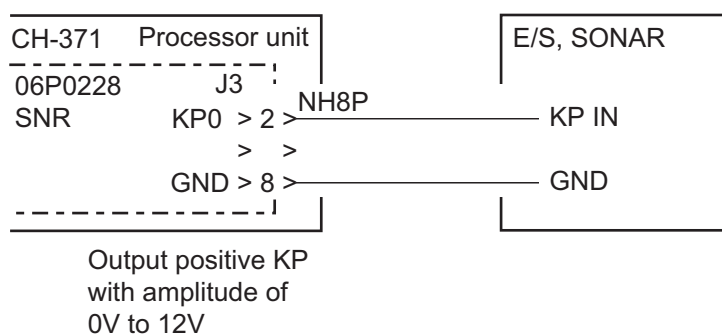 CH-371 Processor unit E/S, SONAR
06P0228 J3
SNR KP0 > 2 > NH8P KP IN
> >
GND > 8 > GND
Output positive KP
with amplitude of
0V to 12V